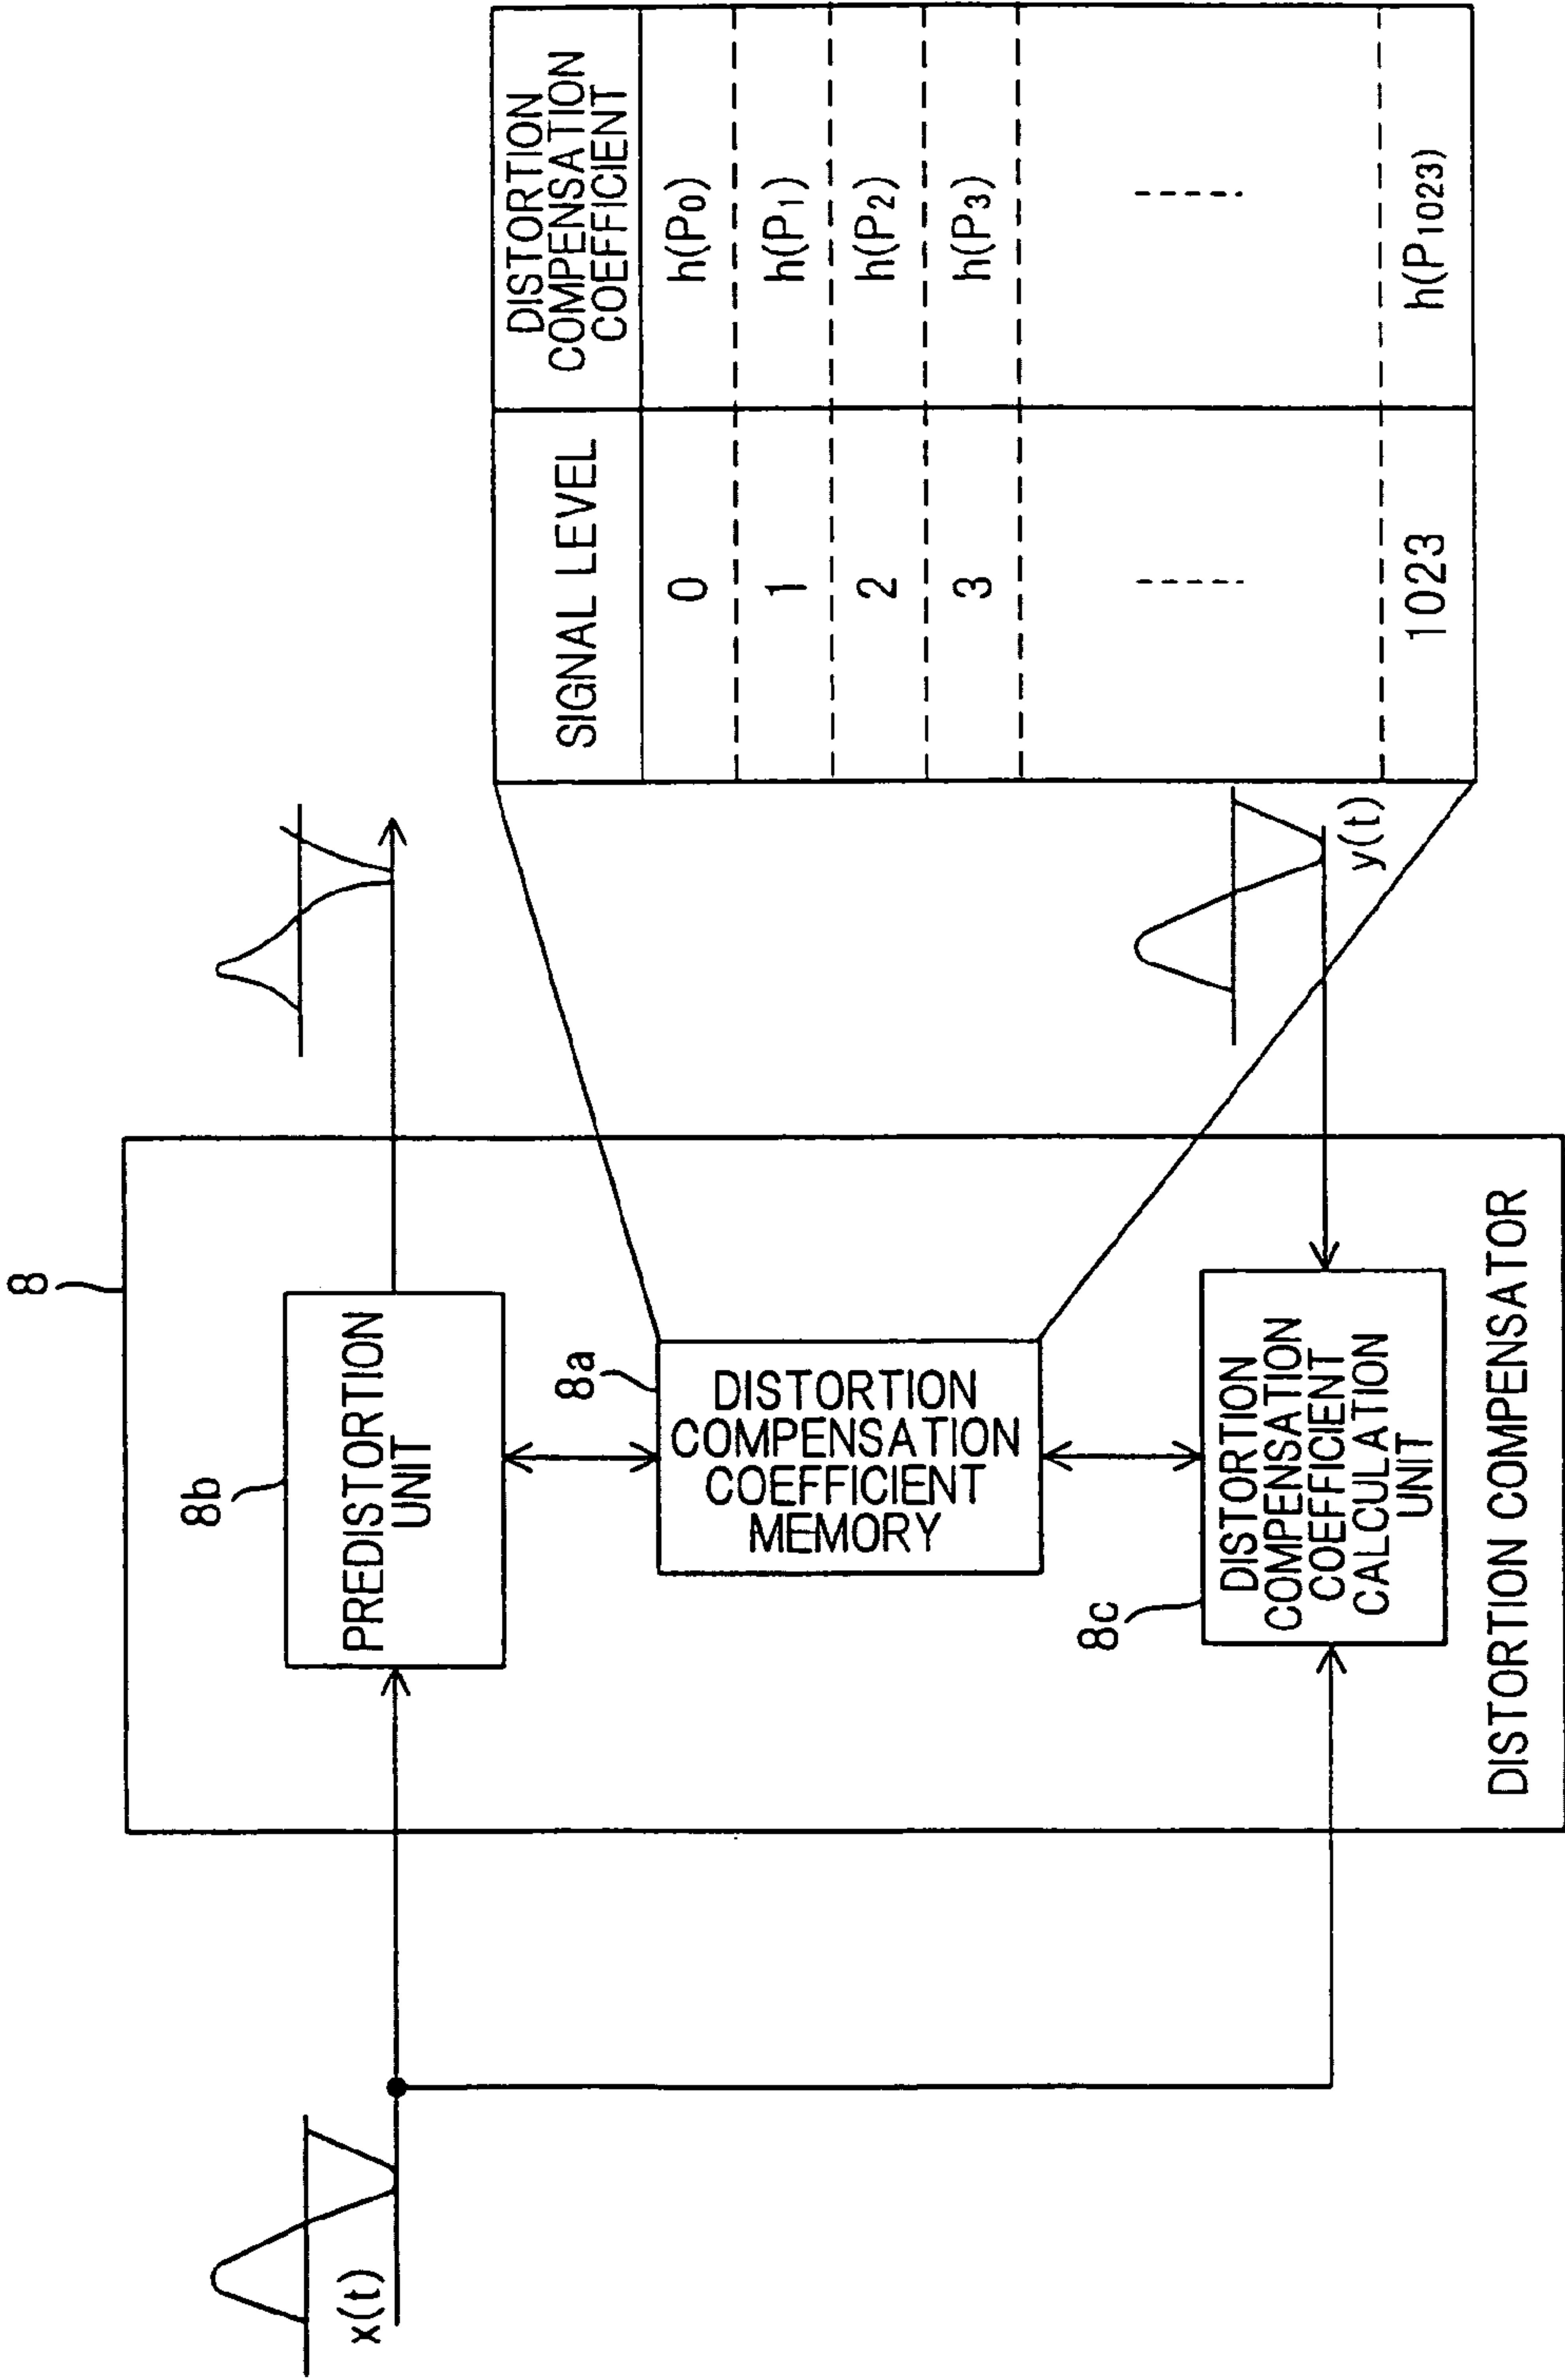 8
x(t)
8b
PREDISTORTION
UNIT
8a
DISTORTION
COMPENSATION
COEFFICIENT
MEMORY
8c
DISTORTION
COMPENSATION
COEFFICIENT
CALCULATION
UNIT
DISTORTION COMPENSATOR
y(t)
SIGNAL LEVEL
DISTORTION
COMPENSATION
COEFFICIENT
0 h(P0)
1 h(P1)
2 h(P2)
3 h(P3)
1023 h(P1023)